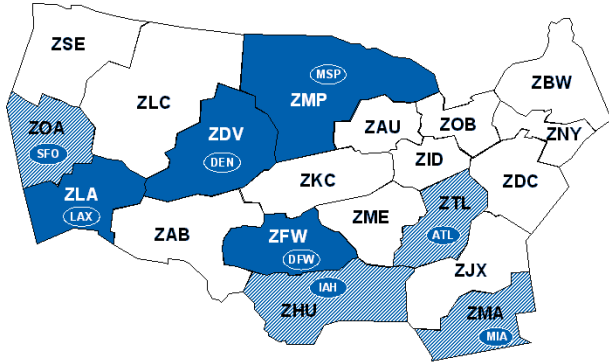 ZSE
ZLC
MSP
ZMP
ZBW
ZOA
SFO
ZDV
DEN
ZAU
ZOB
ZNY
ZID
ZKC
ZDC
ZLA
LAX
ZAB
ZFW
DFW
ZME
ZTL
ATL
ZJX
IAH
ZHU
ZMA
MIA